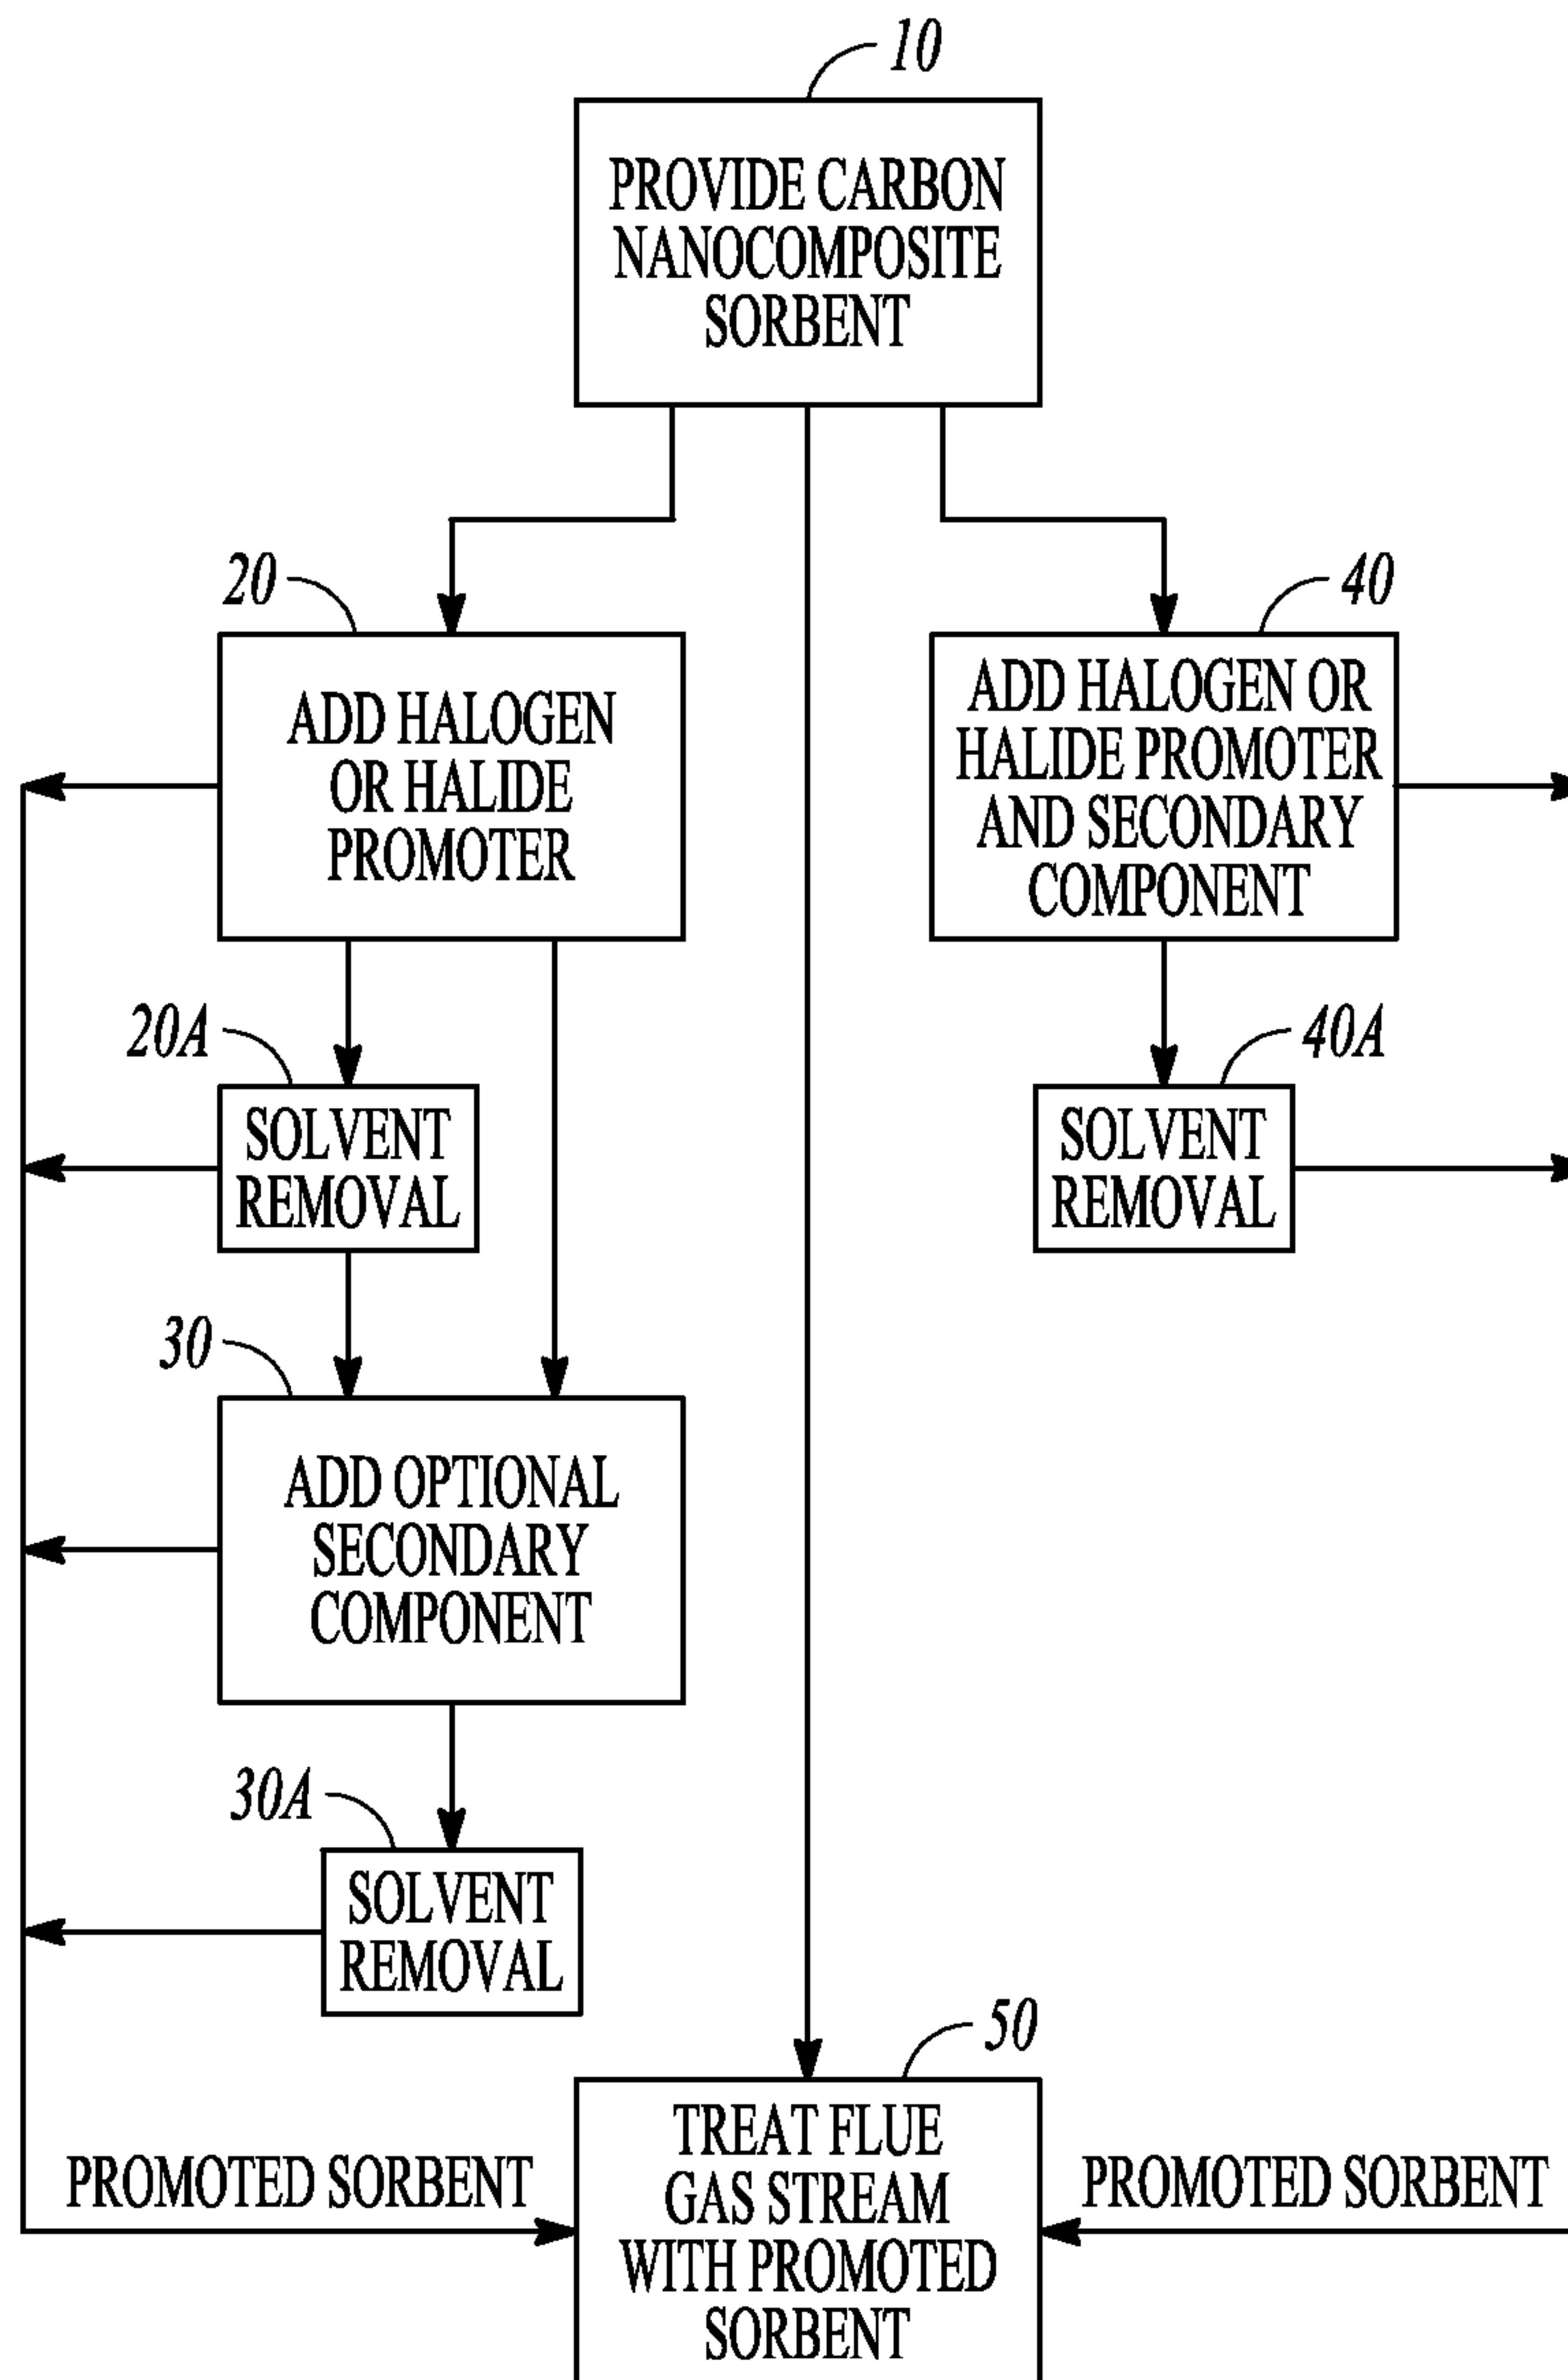 10
PROVIDE CARBON
NANOCOMPOSITE
SORBENT
20
ADD HALOGEN
OR HALIDE
PROMOTER
40
ADD HALOGEN OR
HALIDE PROMOTER
AND SECONDARY
COMPONENT
20A
SOLVENT
REMOVAL
40A
SOLVENT
REMOVAL
30
ADD OPTIONAL
SECONDARY
COMPONENT
30A
SOLVENT
REMOVAL
50
PROMOTED SORBENT
TREAT FLUE
GAS STREAM
WITH PROMOTED
SORBENT
PROMOTED SORBENT